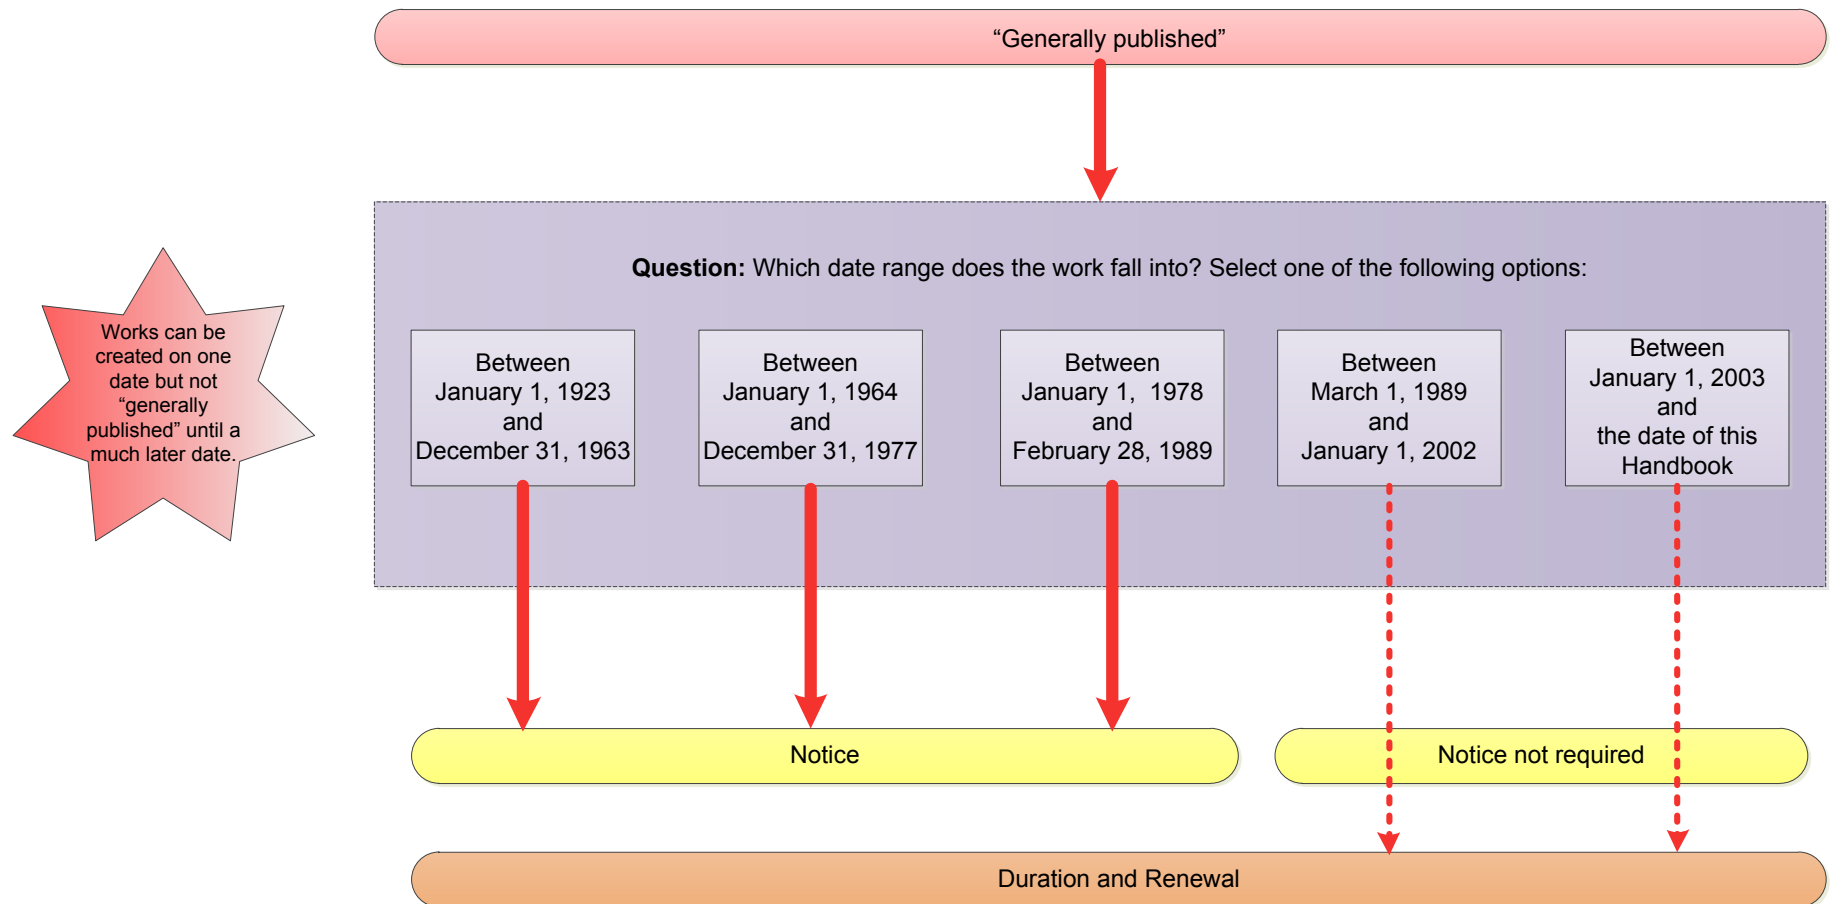 “Generally published”
Question: Which date range does the work fall into? Select one of the following options:
Works can be
created on one
date but not
“generally
published” until a
much later date.
Between
January 1, 1923
and
December 31, 1963
Between
January 1, 1964
and
December 31, 1977
Between
January 1, 1978
and
February 28, 1989
Between
March 1, 1989
and
January 1, 2002
Between
January 1, 2003
and
the date of this
Handbook
Notice
Notice not required
Duration and Renewal